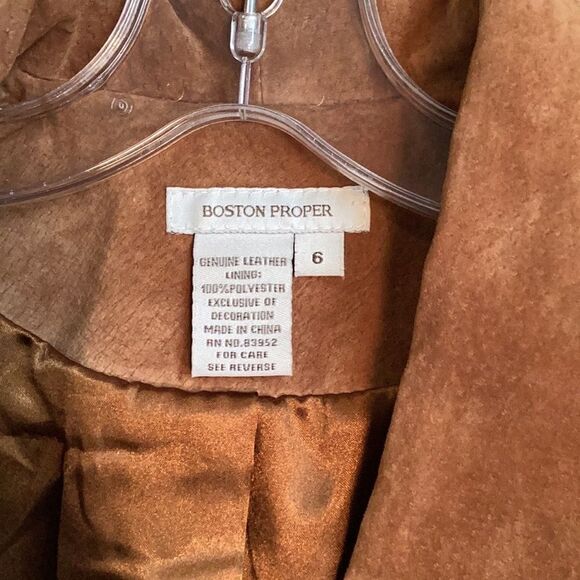 BOSTON PROPER
6
GENUINE LEATHER
LINING:
100%POLYESTER
EXCLUSIVE OF
DECORATION
MADE IN CHINA
RN NO.83952
FOR CARE
SEE REVERSE